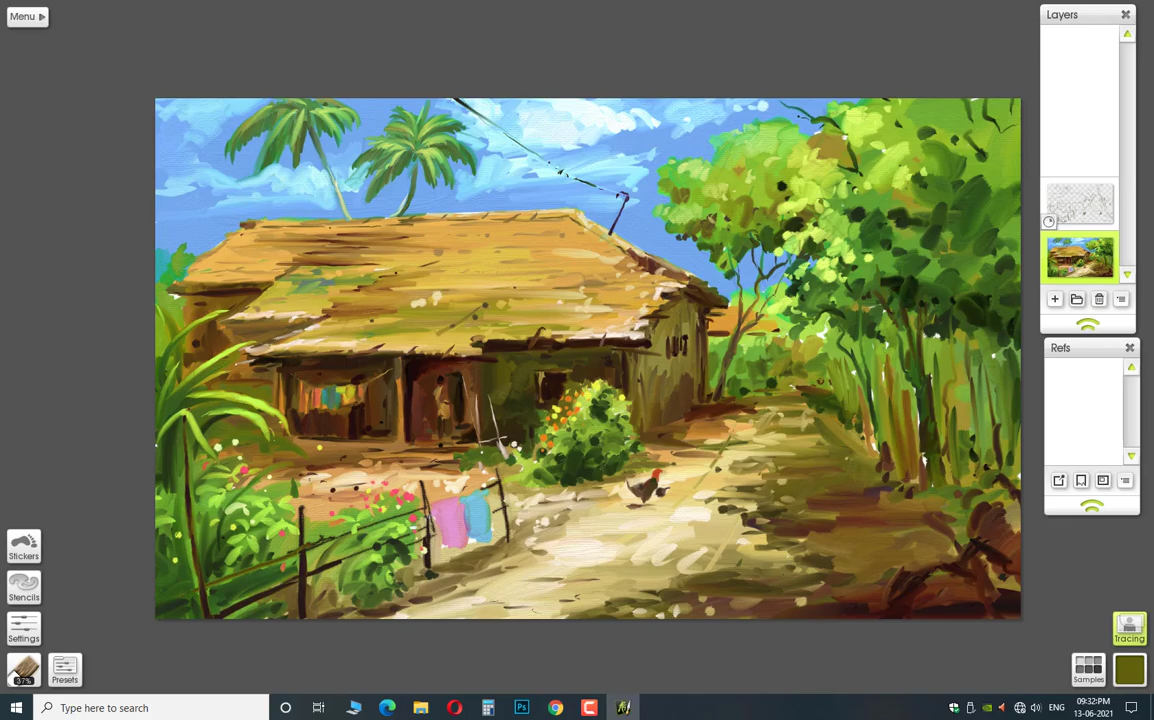 Menu
Layers
Refs
Stickers
Stencils
Settings
37%
Presets
Tracing
Samples
Type here to search
Ps
ENG
09:32:PM
13-06-2021